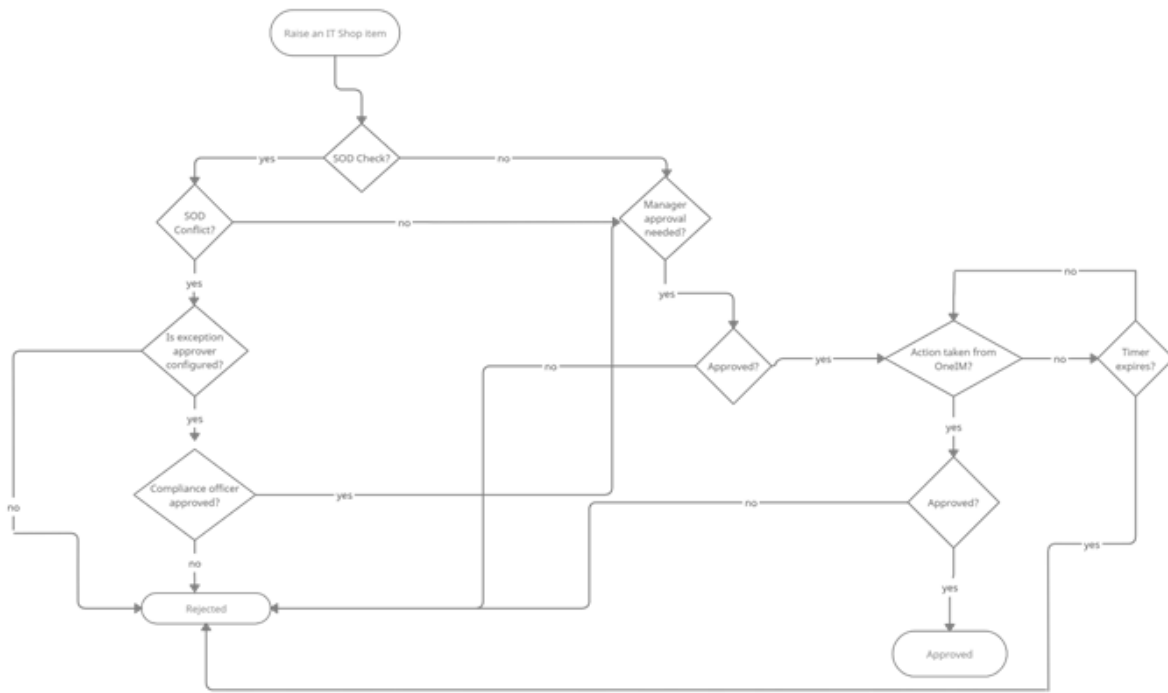 Raise an IT Shop item
SOD Check?
yes
no
SOD
Conflict?
no
Manager
approval
needed?
yes
yes
no
Is exception
approver
configured?
Approved?
yes
Action taken from
OneIM?
no
Timer
expires?
no
yes
yes
Compliance officer
approved?
yes
no
Approved?
no
yes
no
yes
Rejected
Approved